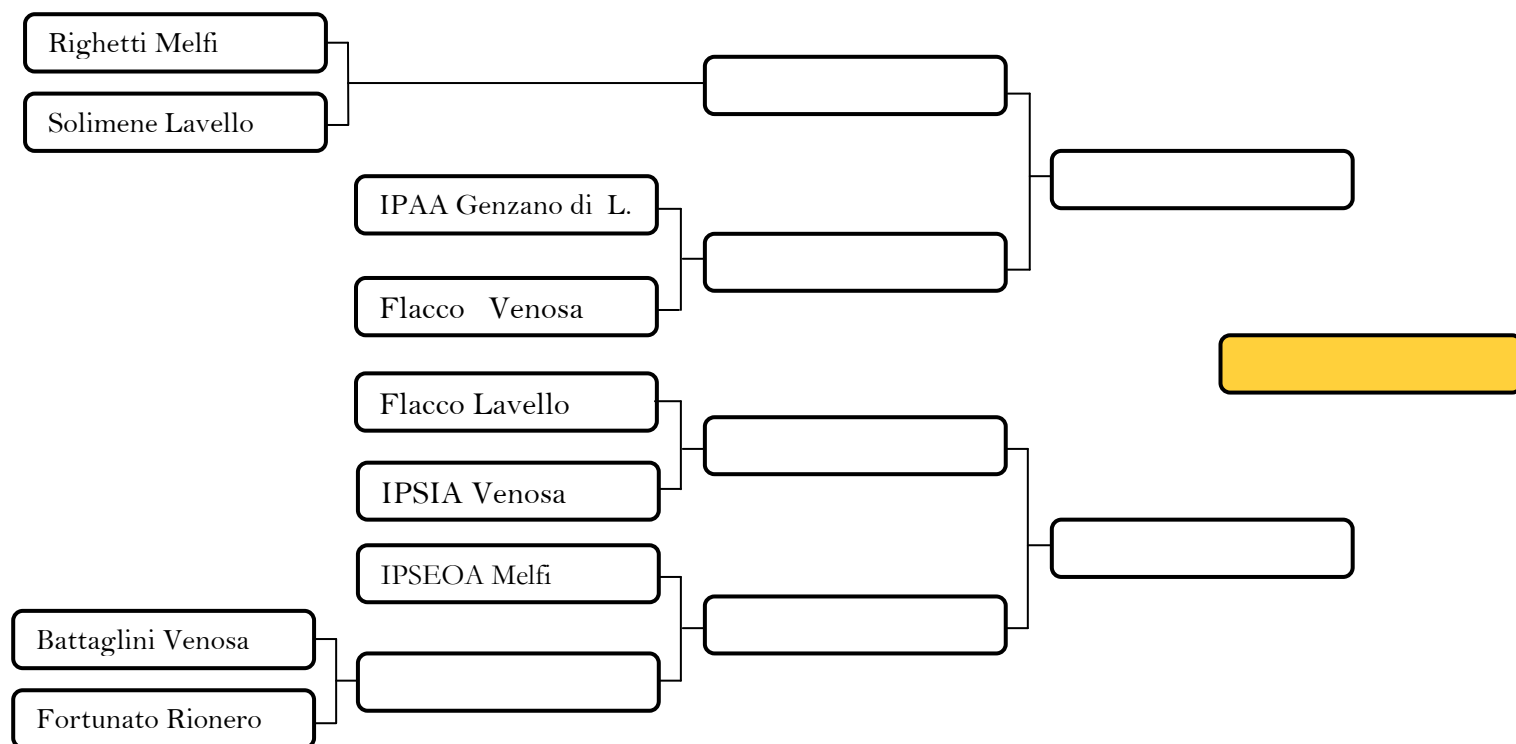 Righetti Melfi
Solimene Lavello
IPAA Genzano di L.
Flacco Venosa
Flacco Lavello
IPSIA Venosa
IPSEOA Melfi
Battaglini Venosa
Fortunato Rionero